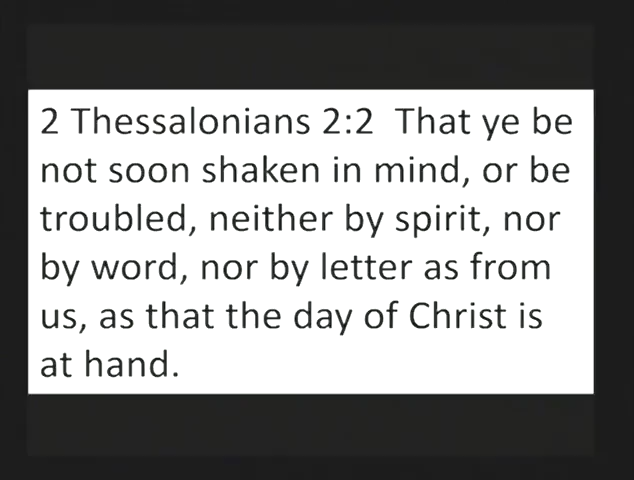 2 Thessalonians 2:2  That ye be
not soon shaken in mind, or be
troubled, neither by spirit, nor
by word, nor by letter as from
us, as that the day of Christ is
at hand.